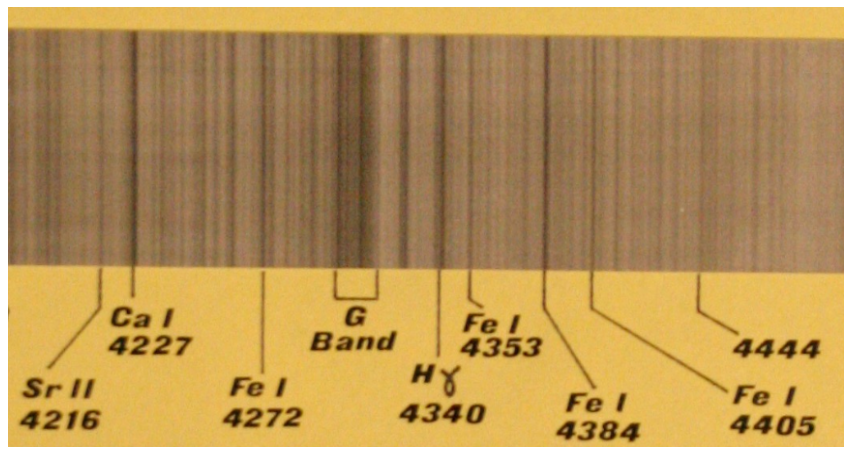 Sr II
4216
Ca I
4227
Fe I
4272
G
Band
Hγ
4340
Fe I
4353
Fe I
4384
4444
Fe I
4405